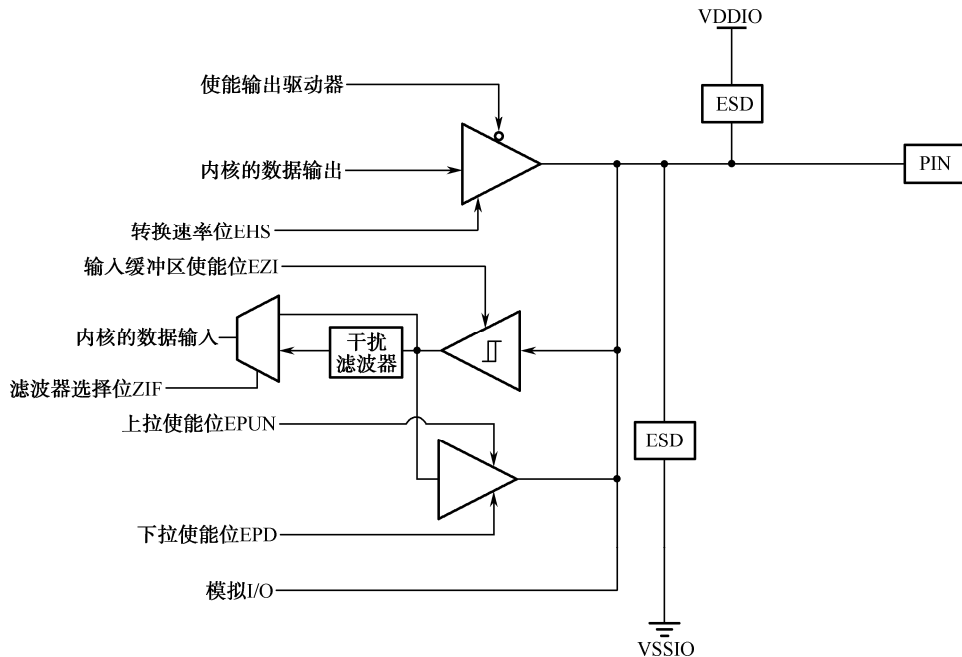 VDDIO
使能输出驱动器
ESD
内核的数据输出
PIN
转换速率位EHS
输入缓冲区使能位EZI
内核的数据输入
干扰
滤波器
滤波器选择位ZIF
上拉使能位EPUN
ESD
下拉使能位EPD
模拟I/O
VSSIO